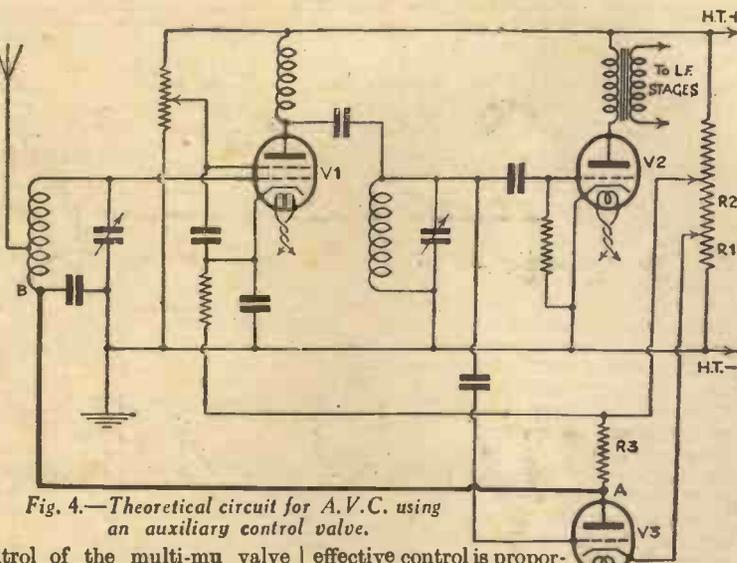 H.T.+
To L.F.
STAGES
V1
V2
R2
R1
B
H.T.-
R3
A
V3
Fig. 4.—Theoretical circuit for A.V.C. using
an auxiliary control valve.
ntrol of the multi-mu valve | effective control is propor-